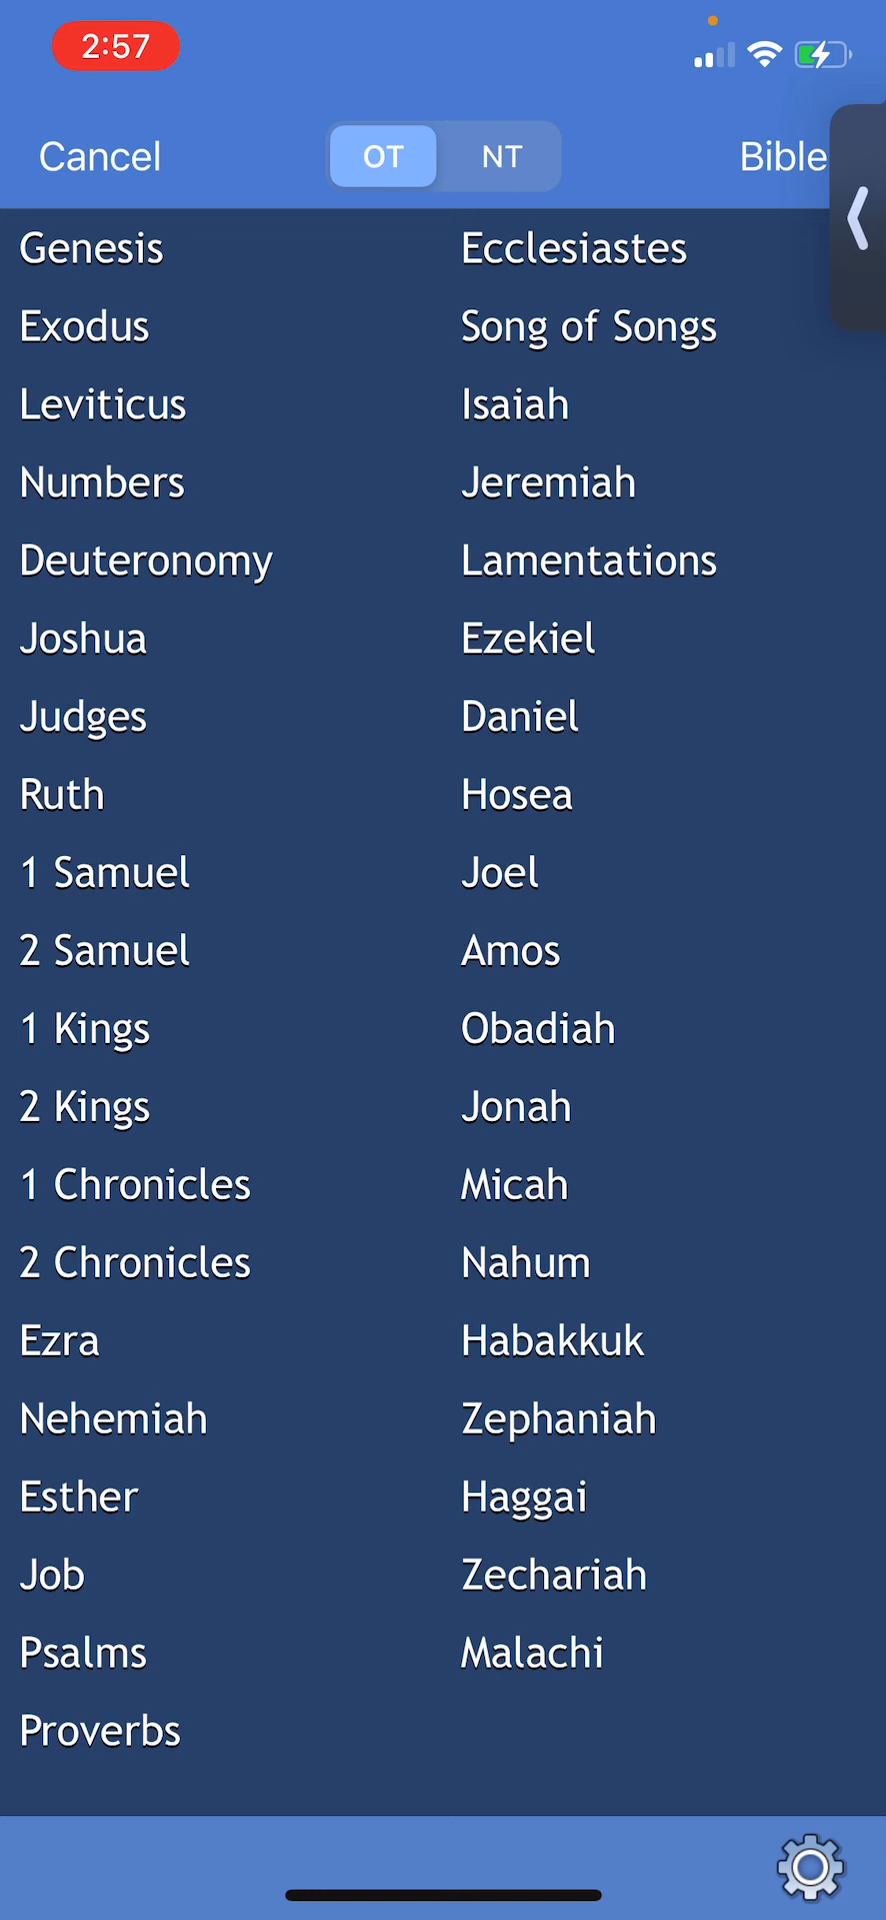 2:57
Cancel
OT
NT
Bible
Genesis
Exodus
Leviticus
Numbers
Deuteronomy
Joshua
Judges
Ruth
1 Samuel
2 Samuel
1 Kings
2 Kings
1 Chronicles
2 Chronicles
Ezra
Nehemiah
Esther
Job
Psalms
Proverbs
Ecclesiastes
Song of Songs
Isaiah
Jeremiah
Lamentations
Ezekiel
Daniel
Hosea
Joel
Amos
Obadiah
Jonah
Micah
Nahum
Habakkuk
Zephaniah
Haggai
Zechariah
Malachi